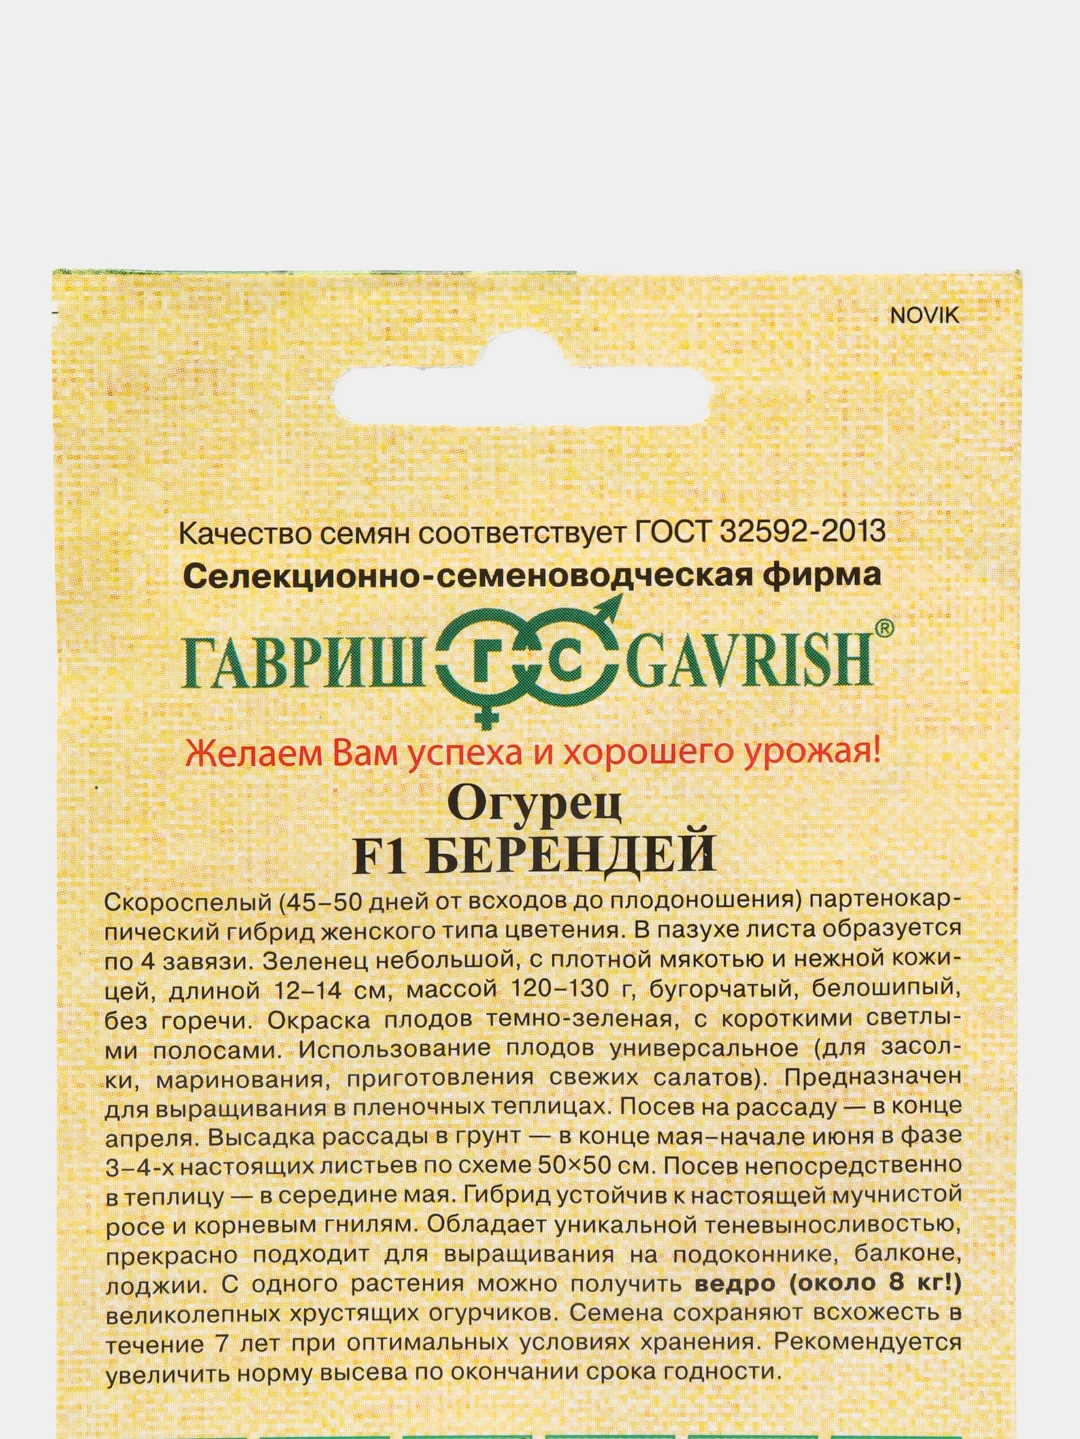 NOVIK
Качество семян соответствует ГОСТ 32592-2013
Селекционно-семеноводческая фирма
ГАВРИШ ГС GAVRISH®
Желаем Вам успеха и хорошего урожая!
Огурец
F1 БЕРЕНДЕЙ
Скороспелый (45–50 дней от всходов до плодоношения) партенокар-
пический гибрид женского типа цветения. В пазухе листа образуется
по 4 завязи. Зеленец небольшой, с плотной мякотью и нежной кожи-
цей, длиной 12–14 см, массой 120–130 г, бугорчатый, белошипый,
без горечи. Окраска плодов темно-зеленая, с короткими светлы-
ми полосами. Использование плодов универсальное (для засол-
ки, маринования, приготовления свежих салатов). Предназначен
для выращивания в пленочных теплицах. Посев на рассаду — в конце
апреля. Высадка рассады в грунт — в конце мая–начале июня в фазе
3–4-х настоящих листьев по схеме 50×50 см. Посев непосредственно
в теплицу — в середине мая. Гибрид устойчив к настоящей мучнистой
росе и корневым гнилям. Обладает уникальной теневыносливостью,
прекрасно подходит для выращивания на подоконнике, балконе,
лоджии. С одного растения можно получить ведро (около 8 кг!)
великолепных хрустящих огурчиков. Семена сохраняют всхожесть в
течение 7 лет при оптимальных условиях хранения. Рекомендуется
увеличить норму высева по окончании срока годности.